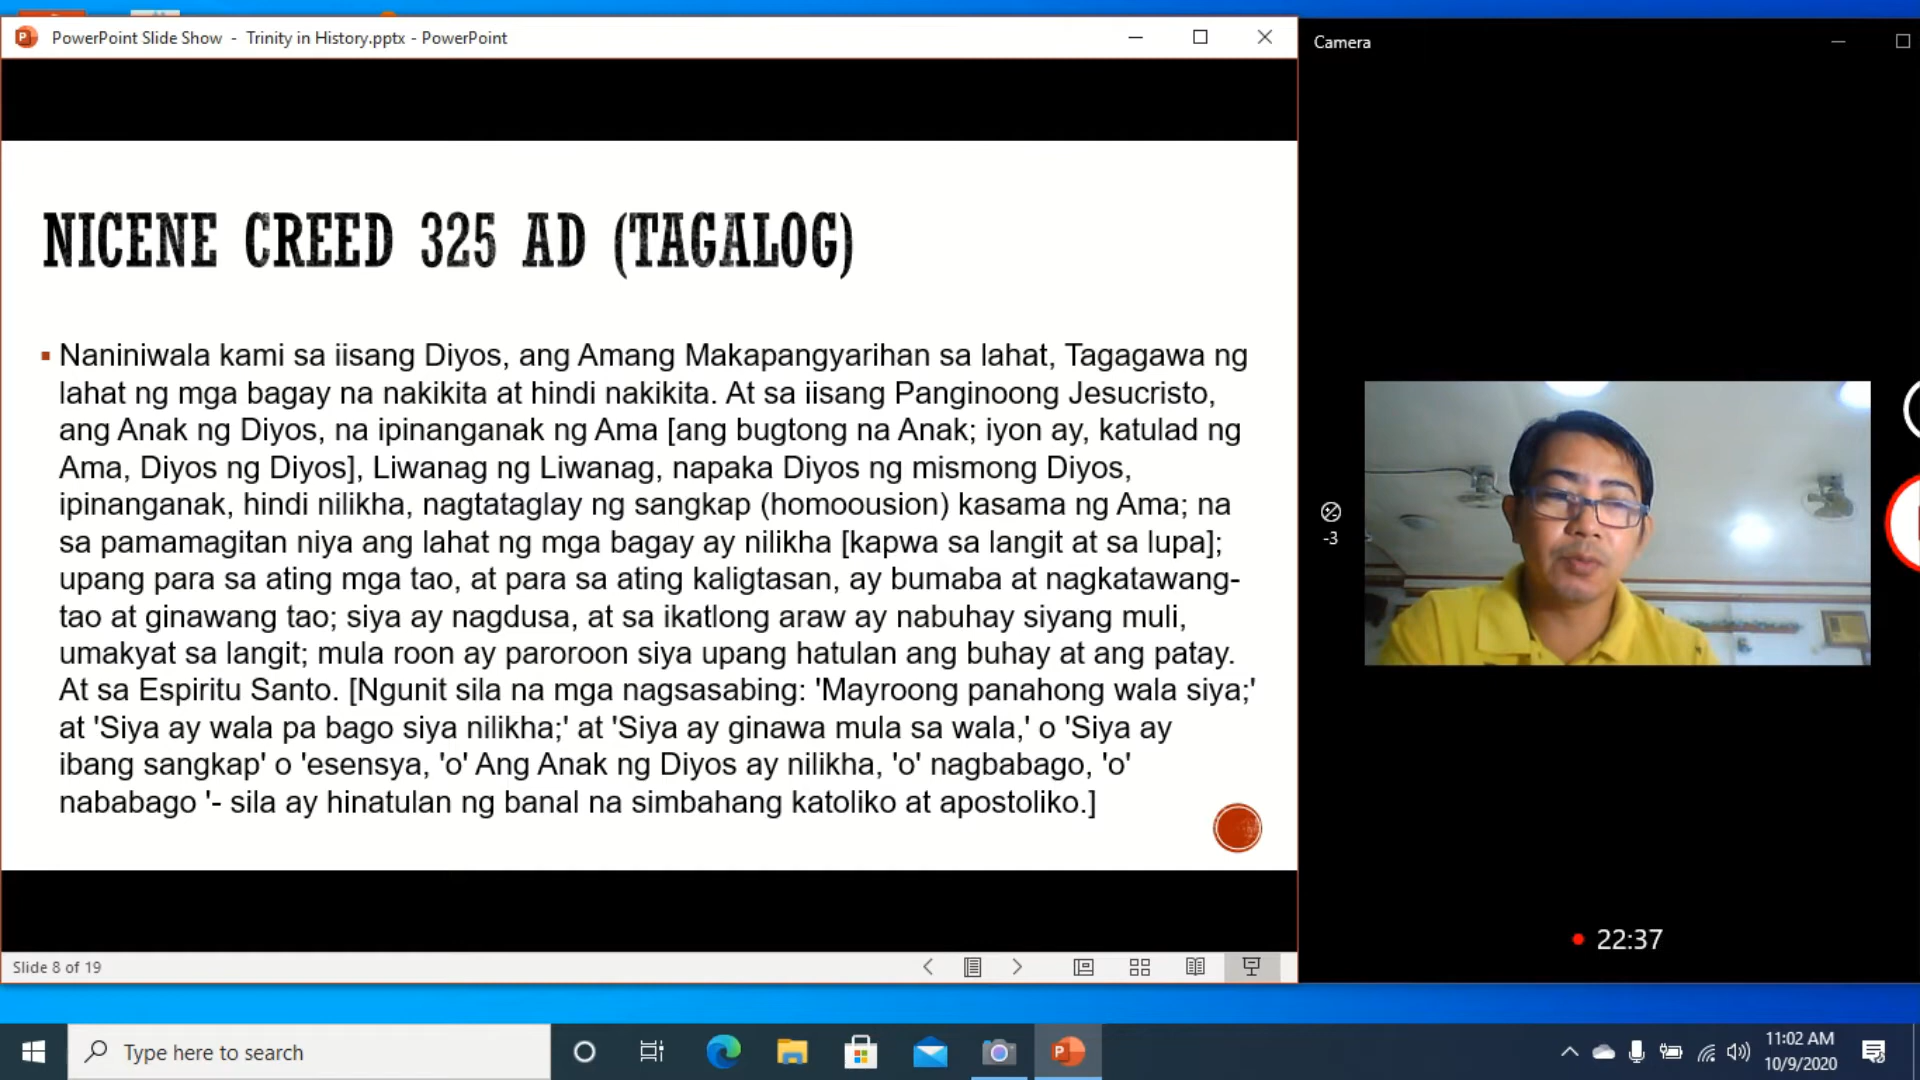 PowerPoint Slide Show - Trinity in History.pptx - PowerPoint
Camera
NICENE CREED 325 AD (TAGALOG)
Naniniwala kami sa iisang Diyos, ang Amang Makapangyarihan sa lahat, Tagagawa ng
lahat ng mga bagay na nakikita at hindi nakikita. At sa iisang Panginoong Jesucristo,
ang Anak ng Diyos, na ipinanganak ng Ama [ang bugtong na Anak; iyon ay, katulad ng
Ama, Diyos ng Diyos], Liwanag ng Liwanag, napaka Diyos ng mismong Diyos,
ipinanganak, hindi nilikha, nagtataglay ng sangkap (homoousion) kasama ng Ama; na
sa pamamagitan niya ang lahat ng mga bagay ay nilikha [kapwa sa langit at sa lupa];
upang para sa ating mga tao, at para sa ating kaligtasan, ay bumaba at nagkatawang-
tao at ginawang tao; siya ay nagdusa, at sa ikatlong araw ay nabuhay siyang muli,
umakyat sa langit; mula roon ay paroroon siya upang hatulan ang buhay at ang patay.
At sa Espiritu Santo. [Ngunit sila na mga nagsasabing: 'Mayroong panahong wala siya;'
at 'Siya ay wala pa bago siya nilikha;' at 'Siya ay ginawa mula sa wala,' o 'Siya ay
ibang sangkap' o 'esensya, 'o' Ang Anak ng Diyos ay nilikha, 'o' nagbabago, 'o'
nababago '- sila ay hinatulan ng banal na simbahang katoliko at apostoliko.]
-3
22:37
Slide 8 of 19
Type here to search
11:02 AM
10/9/2020